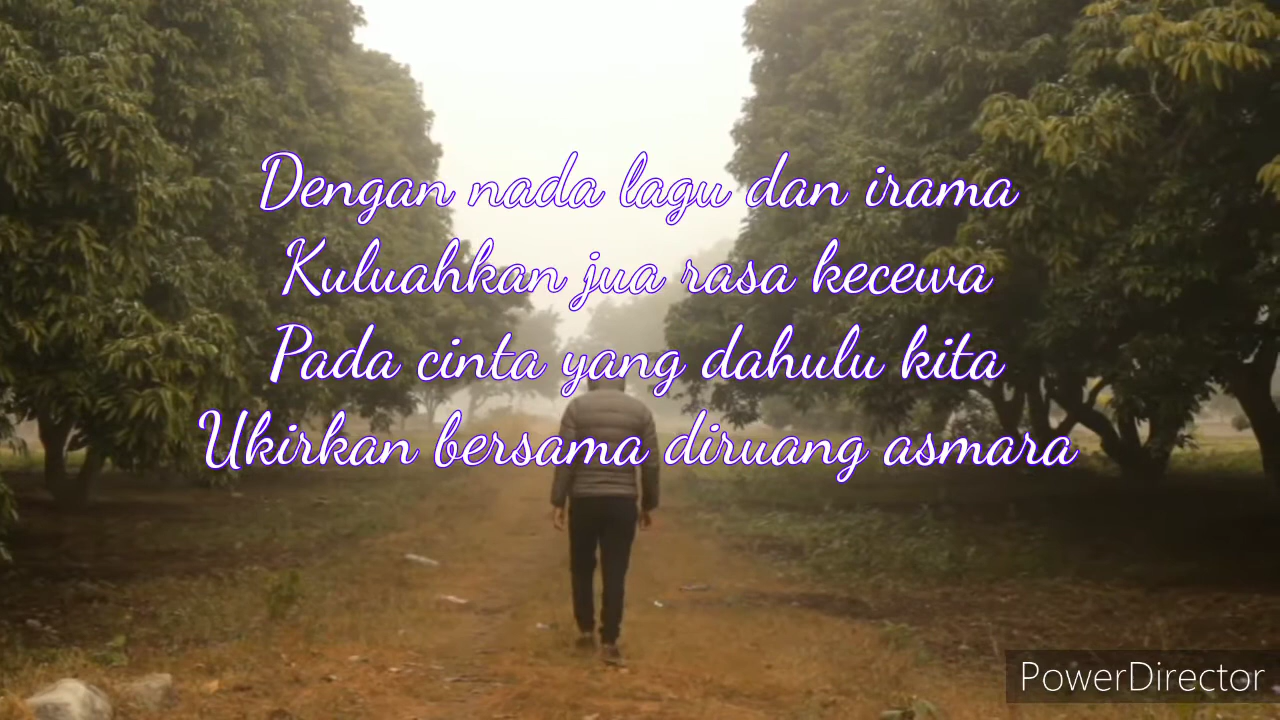 Dengan nada lagu dan irama
Kuluahkan jua rasa kecewa
Pada cinta yang dahulu kita
Ukirkan bersama diruang asmara
PowerDirector